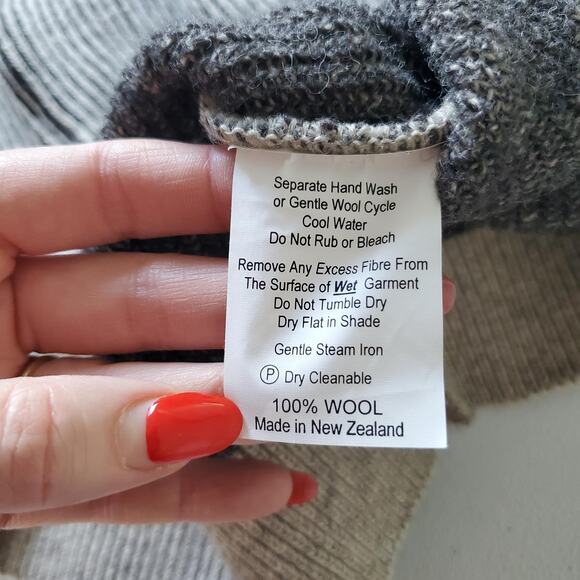 Separate Hand Wash
or Gentle Wool Cycle
Cool Water
Do Not Rub or Bleach
Remove Any Excess Fibre From
The Surface of Wet Garment
Do Not Tumble Dry
Dry Flat in Shade
Gentle Steam Iron
P Dry Cleanable
100% WOOL
Made in New Zealand